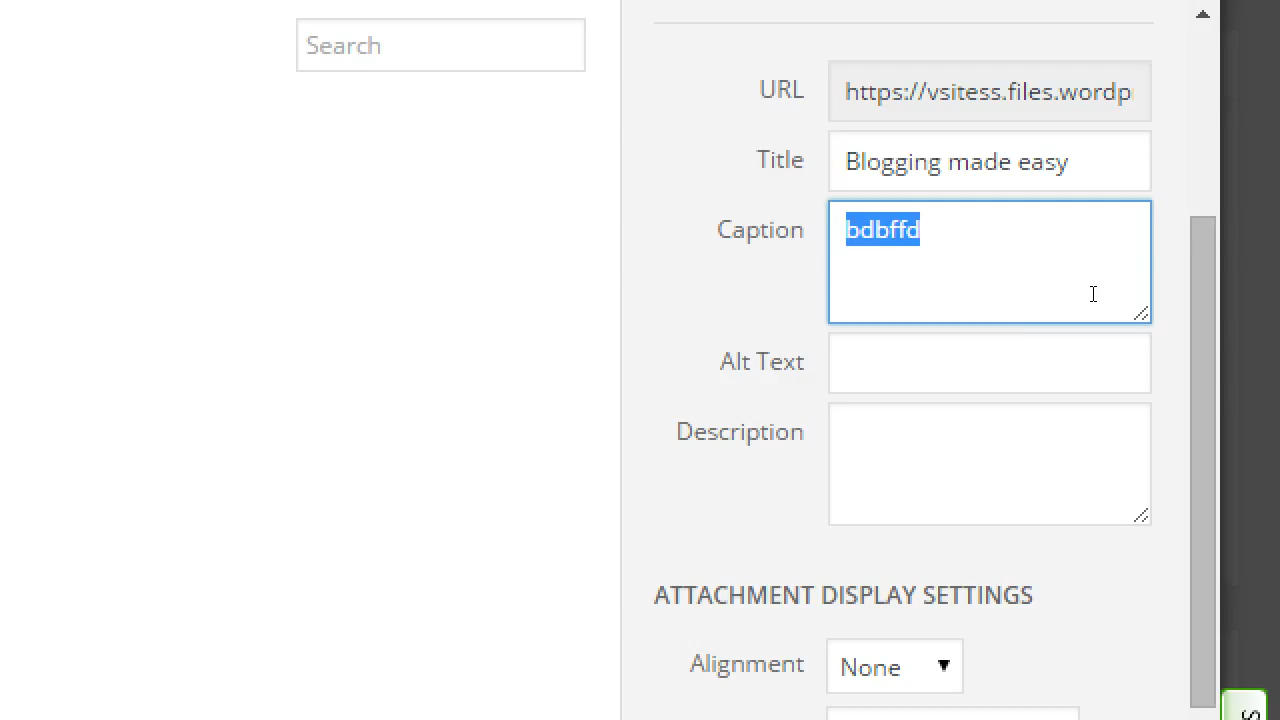 Search
URL https://vsitess.files.wordp
Title Blogging made easy
Caption bdbffd
Alt Text
Description
ATTACHMENT DISPLAY SETTINGS
Alignment None
S